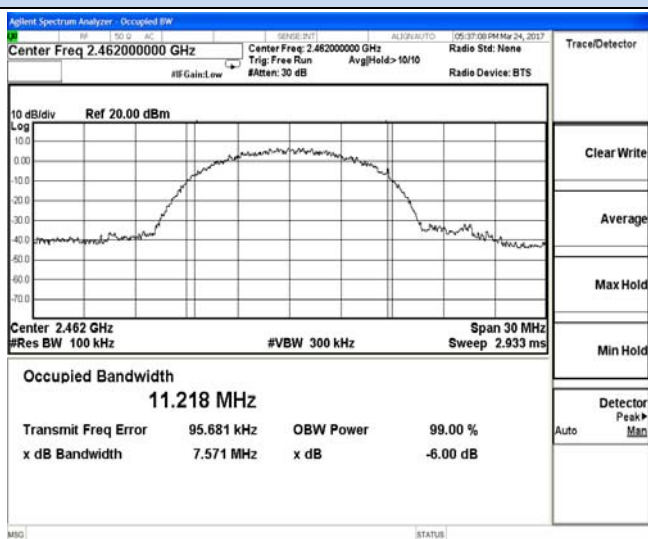 Agilent Spectrum Analyzer - Occupied BW
RF 50 Ω AC SENSE:INT ALIGN AUTO 05:37:08 PM Mar 24, 2017
Center Freq 2.462000000 GHz
Center Freq: 2.462000000 GHz
Radio Std: None
Trig: Free Run Avg|Hold:> 10/10
#IFGain:Low #Atten: 30 dB Radio Device: BTS
10 dB/div Ref 20.00 dBm
Log
10.0
0.00
-10.0
-20.0
-30.0
-40.0
-50.0
-60.0
-70.0
Center 2.462 GHz Span 30 MHz
#Res BW 100 kHz #VBW 300 kHz Sweep 2.933 ms
Occupied Bandwidth
11.218 MHz
Transmit Freq Error 95.681 kHz OBW Power 99.00 %
x dB Bandwidth 7.571 MHz x dB -6.00 dB
MSG STATUS
Trace/Detector
Clear Write
Average
Max Hold
Min Hold
Detector
Peak▶
Auto Man